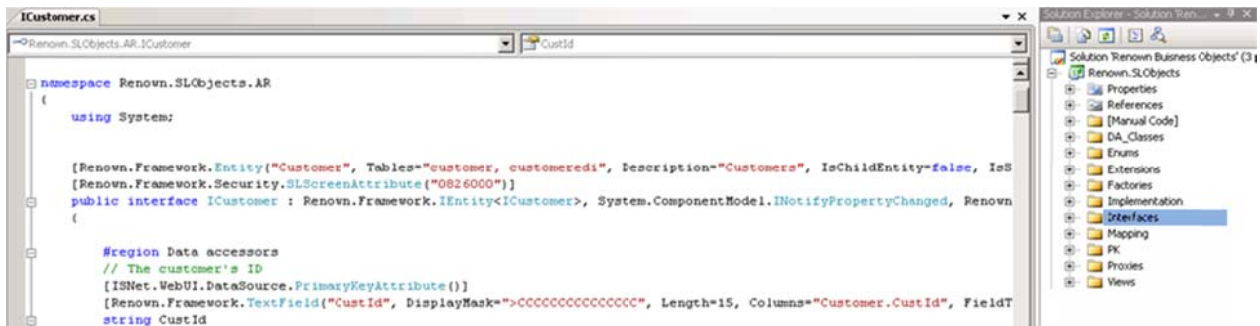 ICustomer.cs
Renown.SLObjects.AR.ICustomer
CustId
namespace Renown.SLObjects.AR
{
using System;
[Renown.Framework.Entity("Customer", Tables="customer, customeredi", Description="Customers", IsChildEntity=false, IsS
[Renown.Framework.Security.SLScreenAttribute("0826000")]
public interface ICustomer : Renown.Framework.IEntity<ICustomer>, System.ComponentModel.INotifyPropertyChanged, Renown
{
#region Data accessors
// The customer's ID
[ISNet.WebUI.DataSource.PrimaryKeyAttribute()]
[Renown.Framework.TextField("CustId", DisplayMask=">CCCCCCCCCCCCCCC", Length=15, Columns="Customer.CustId", FieldT
string CustId
Solution Explorer - Solution 'Ren...
Solution 'Renown Buisness Objects' (3 p
Renown.SLObjects
Properties
References
[Manual Code]
DA_Classes
Enums
Extensions
Factories
Implementation
Interfaces
Mapping
PK
Proxies
Views